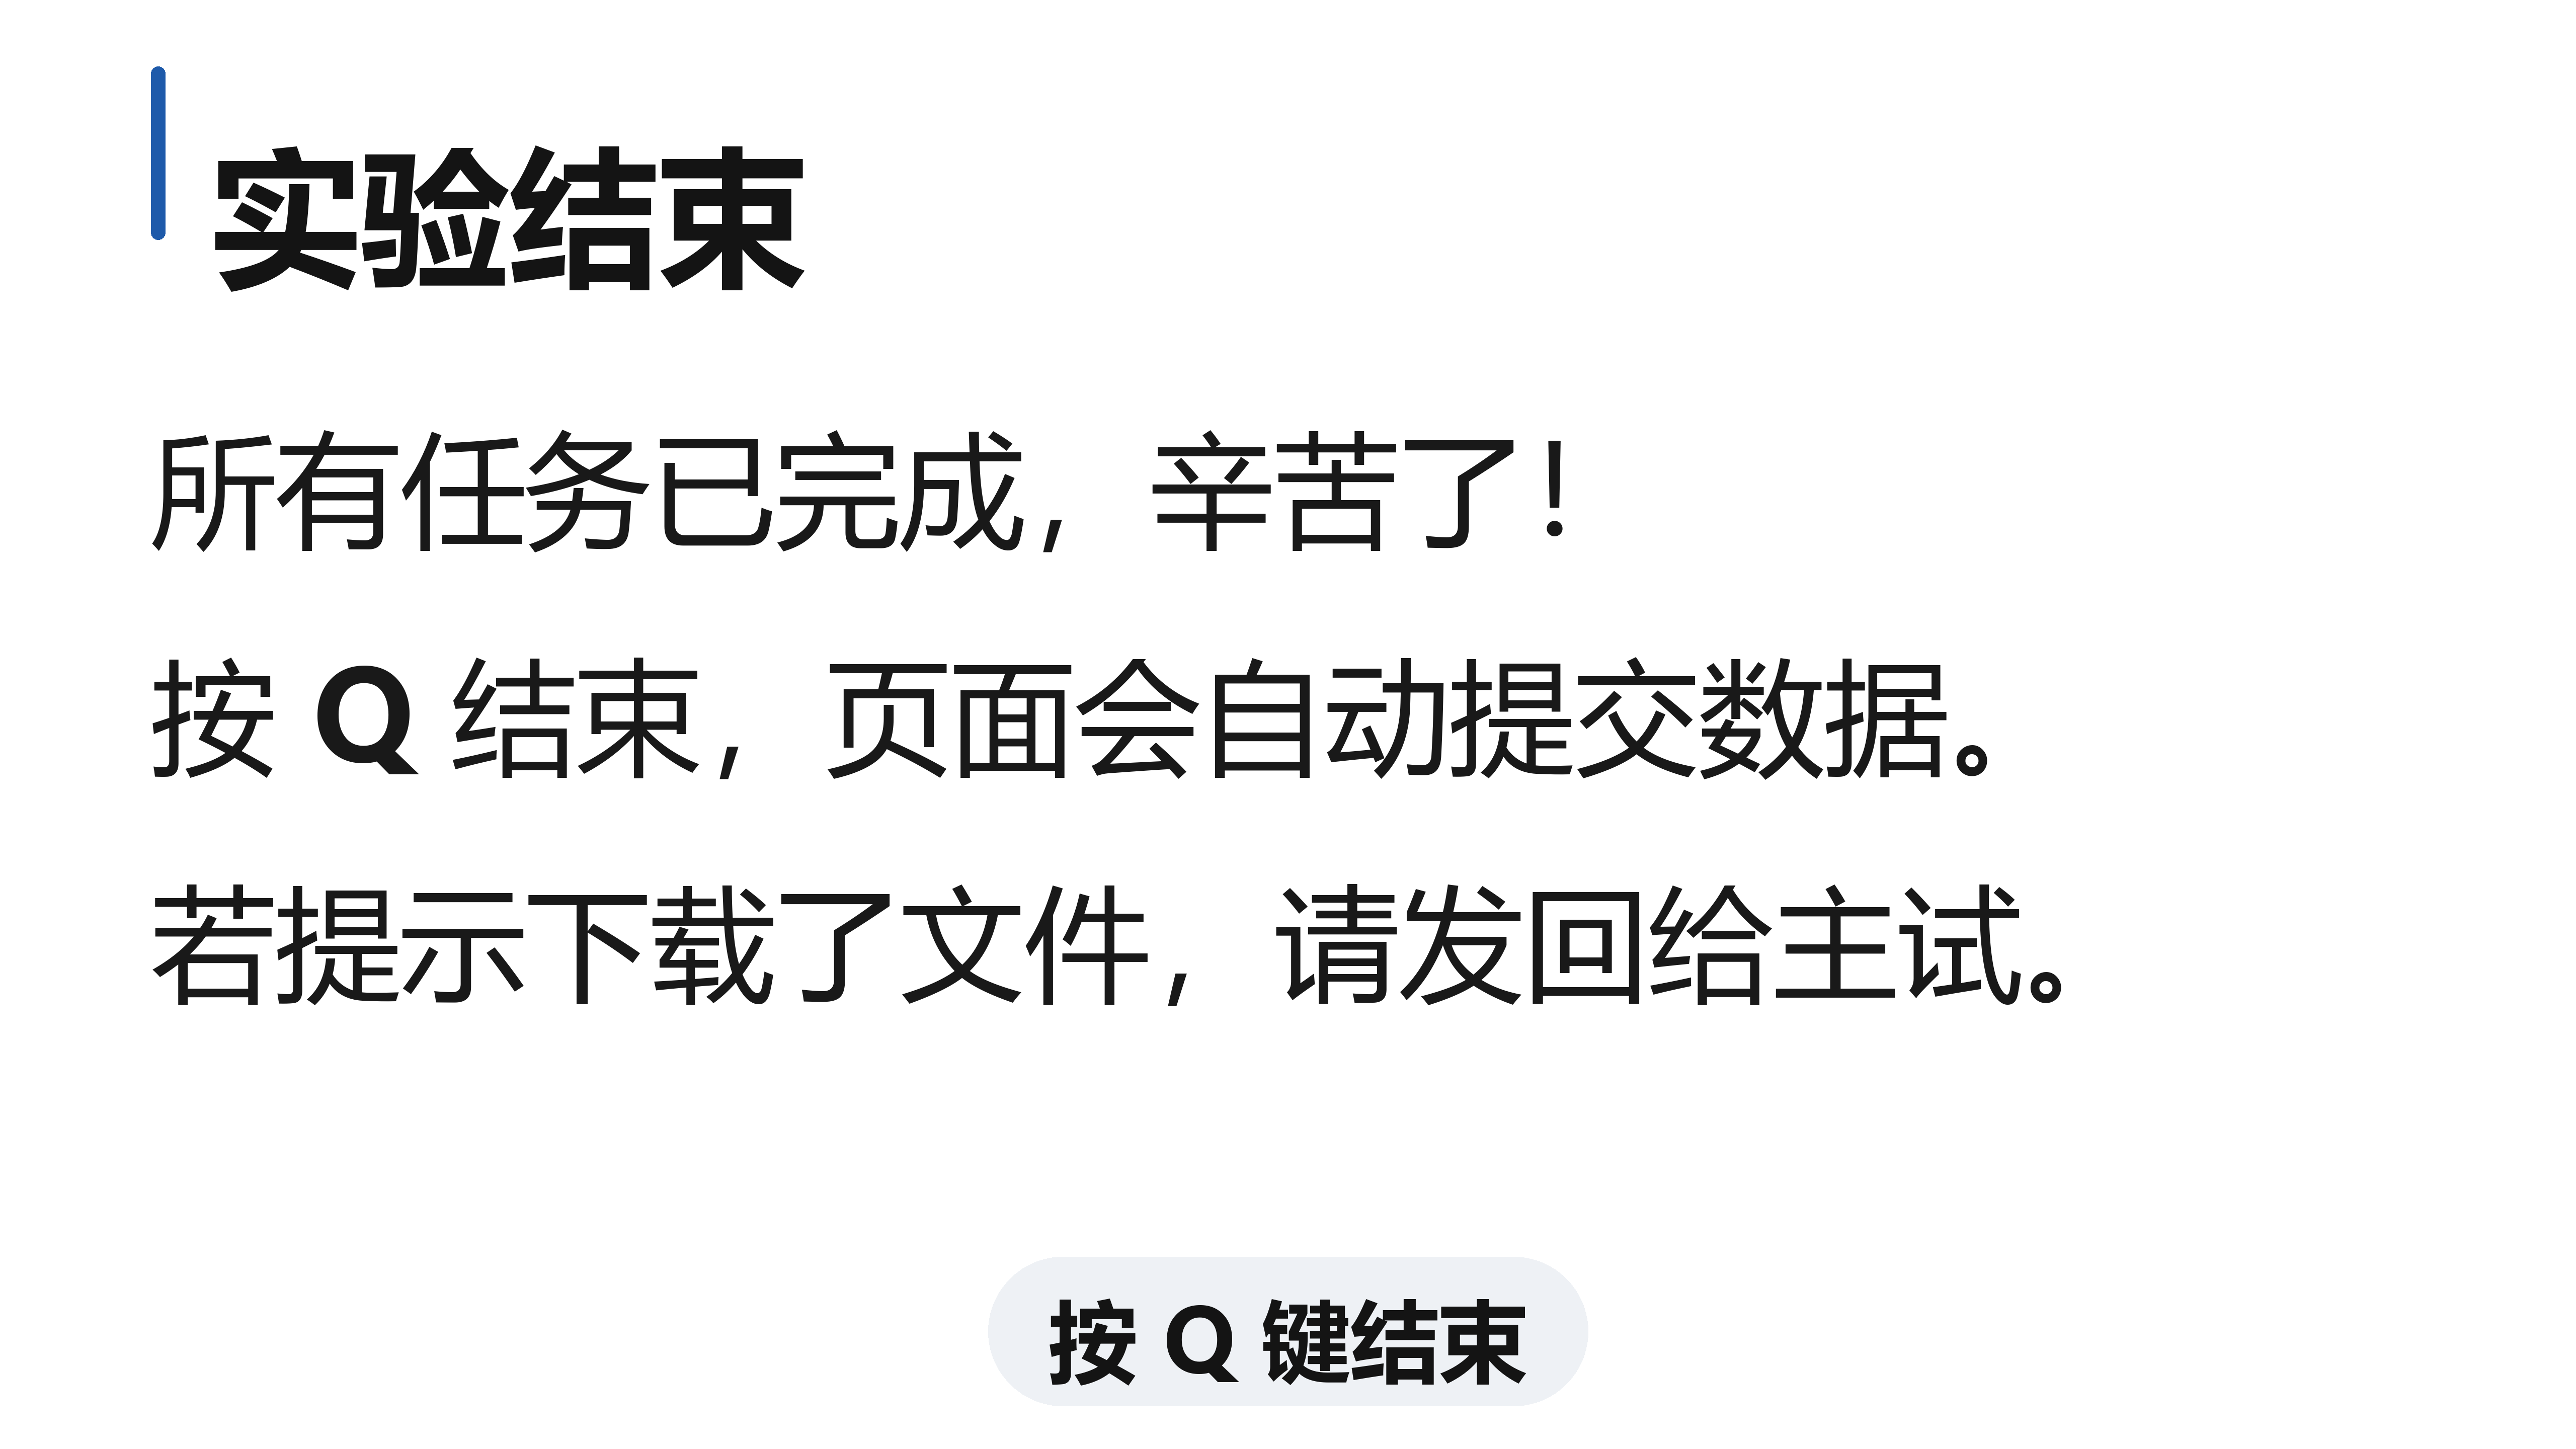 实验结束
所有任务已完成，辛苦了！
按 Q 结束，页面会自动提交数据。
若提示下载了文件，请发回给主试。
按 Q 键结束